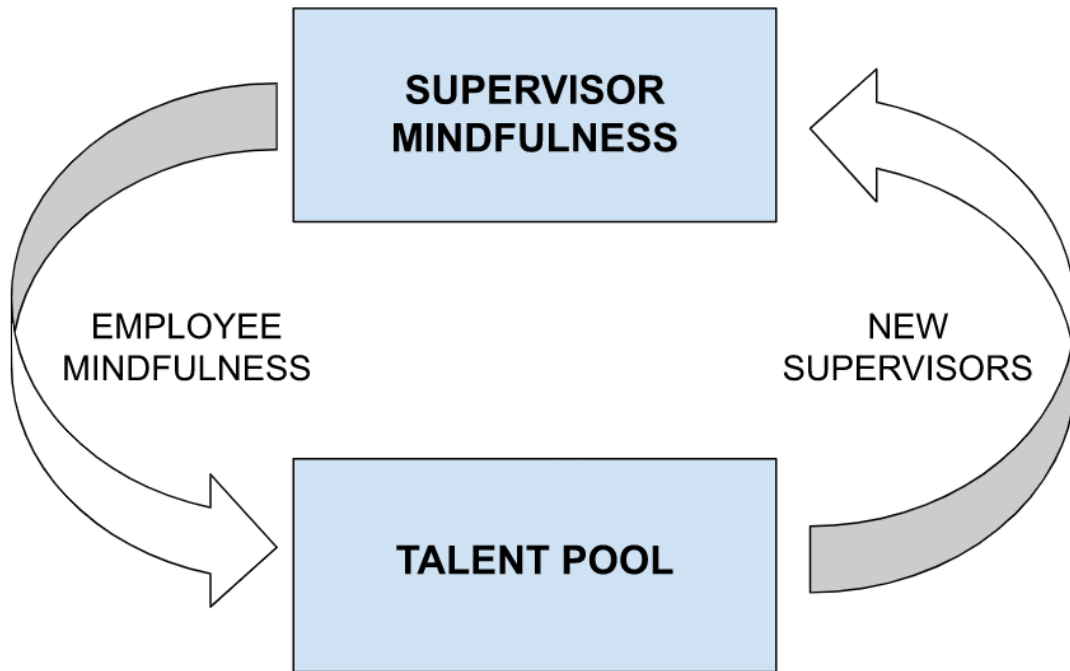 SUPERVISOR
MINDFULNESS
EMPLOYEE
MINDFULNESS
NEW
SUPERVISORS
TALENT POOL